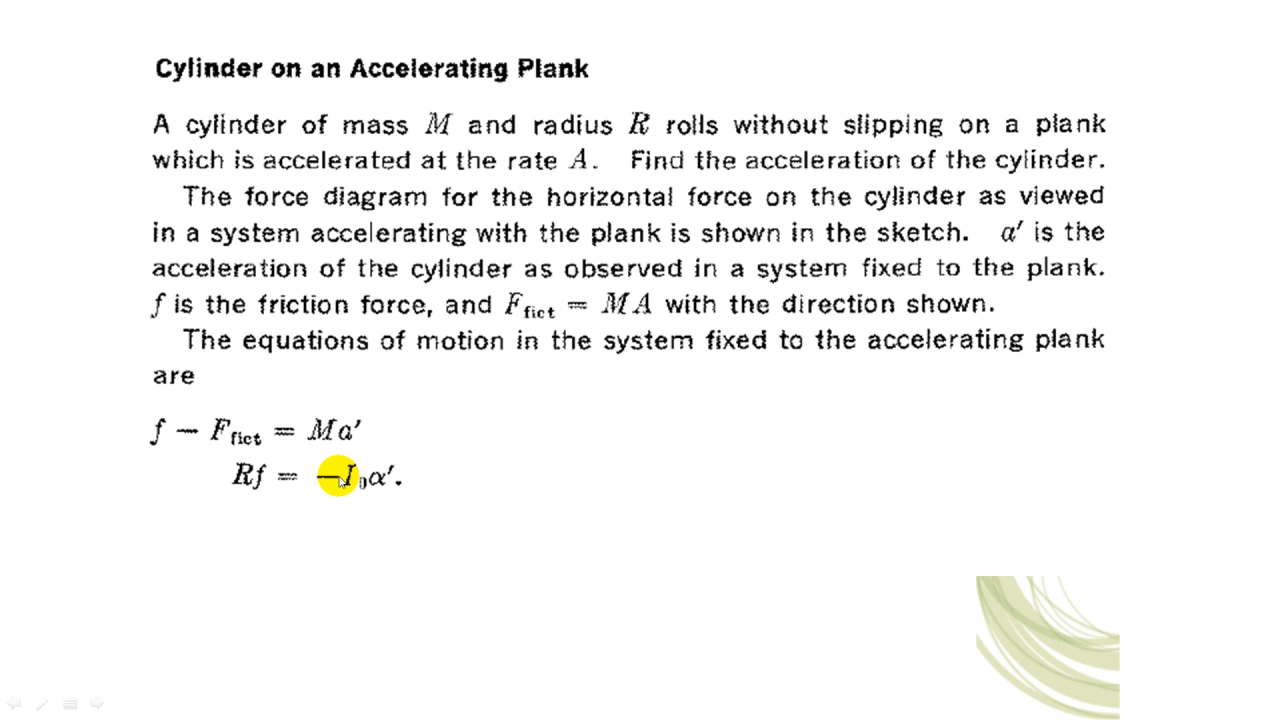 Cylinder on an Accelerating Plank
A cylinder of mass M and radius R rolls without slipping on a plank
which is accelerated at the rate A. Find the acceleration of the cylinder.
The force diagram for the horizontal force on the cylinder as viewed
in a system accelerating with the plank is shown in the sketch. a′ is the
acceleration of the cylinder as observed in a system fixed to the plank.
f is the friction force, and F_fict = MA with the direction shown.
The equations of motion in the system fixed to the accelerating plank
are
f − F_fict = Ma′
Rf = −I₀α′.